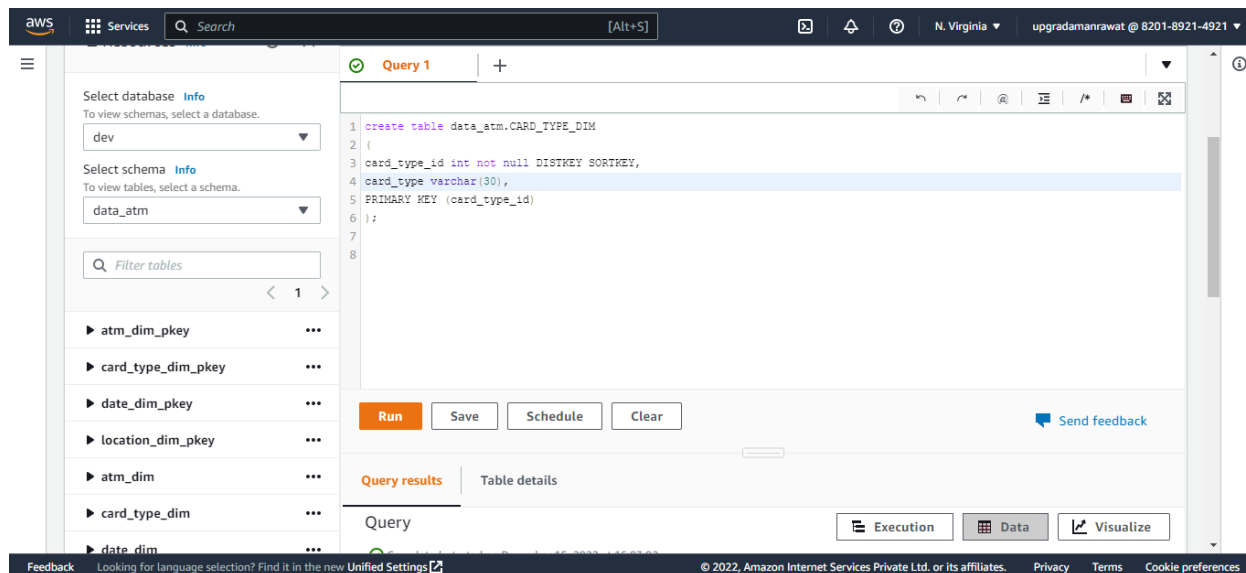 aws Services Search [Alt+S] N. Virginia upgradamanrawat @ 8201-8921-4921
Info
Select database Info
To view schemas, select a database.
dev
Select schema Info
To view tables, select a schema.
data_atm
Filter tables
1
atm_dim_pkey
card_type_dim_pkey
date_dim_pkey
location_dim_pkey
atm_dim
card_type_dim
date_dim
Query 1 +
1 create table data_atm.CARD_TYPE_DIM
2 (
3 card_type_id int not null DISTKEY SORTKEY,
4 card_type varchar(30),
5 PRIMARY KEY (card_type_id)
6 );
7
8
Run Save Schedule Clear Send feedback
Query results Table details
Query Execution Data Visualize
Feedback Looking for language selection? Find it in the new Unified Settings © 2022, Amazon Internet Services Private Ltd. or its affiliates. Privacy Terms Cookie preferences